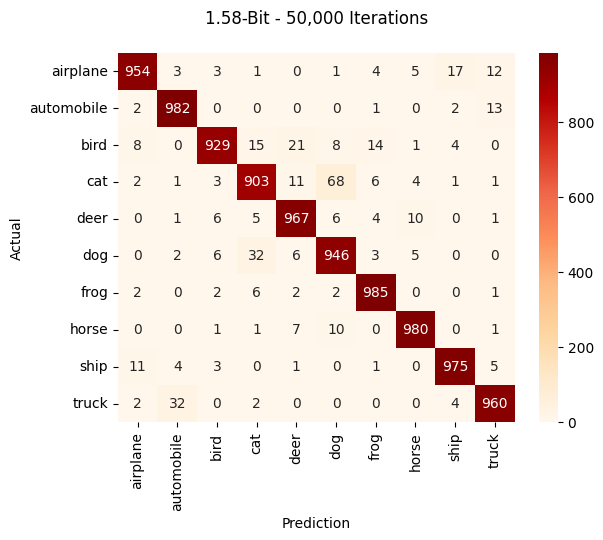 1.58-Bit - 50,000 Iterations
airplane 954 3 3 1 0 1 4 5 17 12
automobile 2 982 0 0 0 0 1 0 2 13
bird 8 0 929 15 21 8 14 1 4 0
cat 2 1 3 903 11 68 6 4 1 1
deer 0 1 6 5 967 6 4 10 0 1
dog 0 2 6 32 6 946 3 5 0 0
frog 2 0 2 6 2 2 985 0 0 1
horse 0 0 1 1 7 10 0 980 0 1
ship 11 4 3 0 1 0 1 0 975 5
truck 2 32 0 2 0 0 0 0 4 960
airplane automobile bird cat deer dog frog horse ship truck
Prediction
Actual
800
600
400
200
0